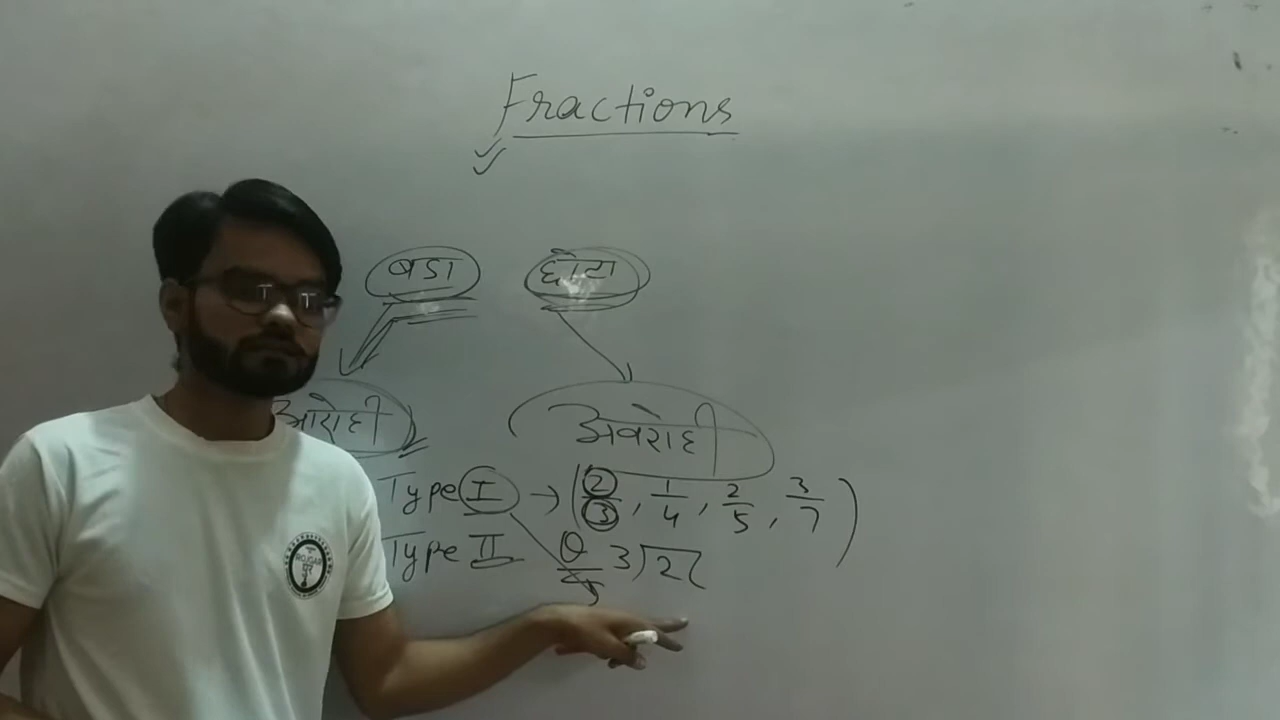 Fractions
बडा छोटा
आरोही अवरोही
Type I → ( 2/3 , 1/4 , 2/5 , 3/7 )
Type II 3)2(